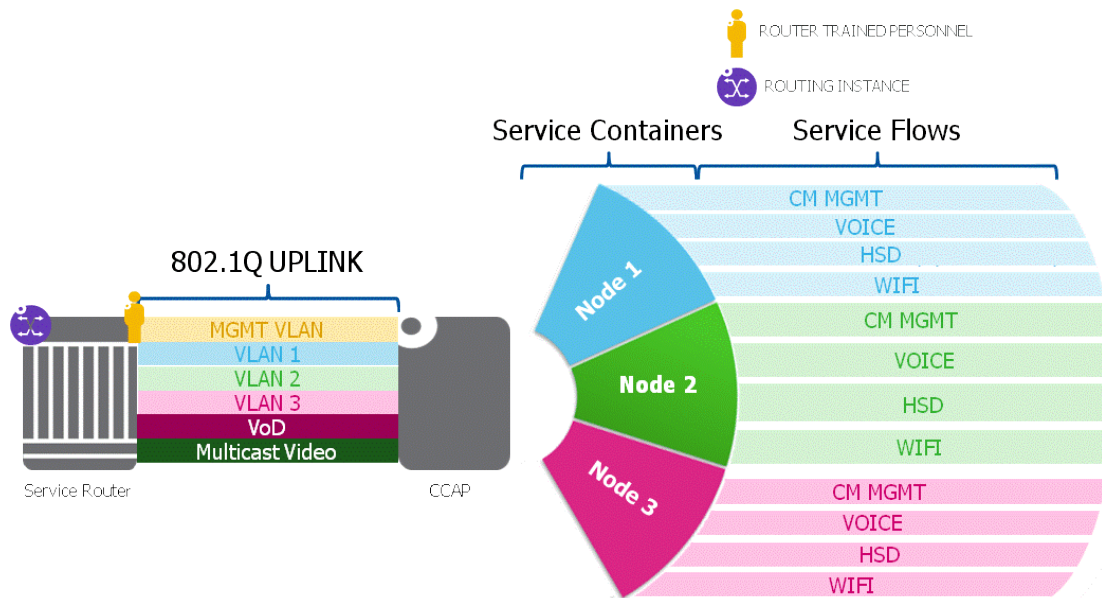 ROUTER TRAINED PERSONNEL
ROUTING INSTANCE
Service Containers
Service Flows
802.1Q UPLINK
MGMT VLAN
VLAN 1
VLAN 2
VLAN 3
VoD
Multicast Video
Service Router
CCAP
Node 1
Node 2
Node 3
CM MGMT
VOICE
HSD
WIFI
CM MGMT
VOICE
HSD
WIFI
CM MGMT
VOICE
HSD
WIFI